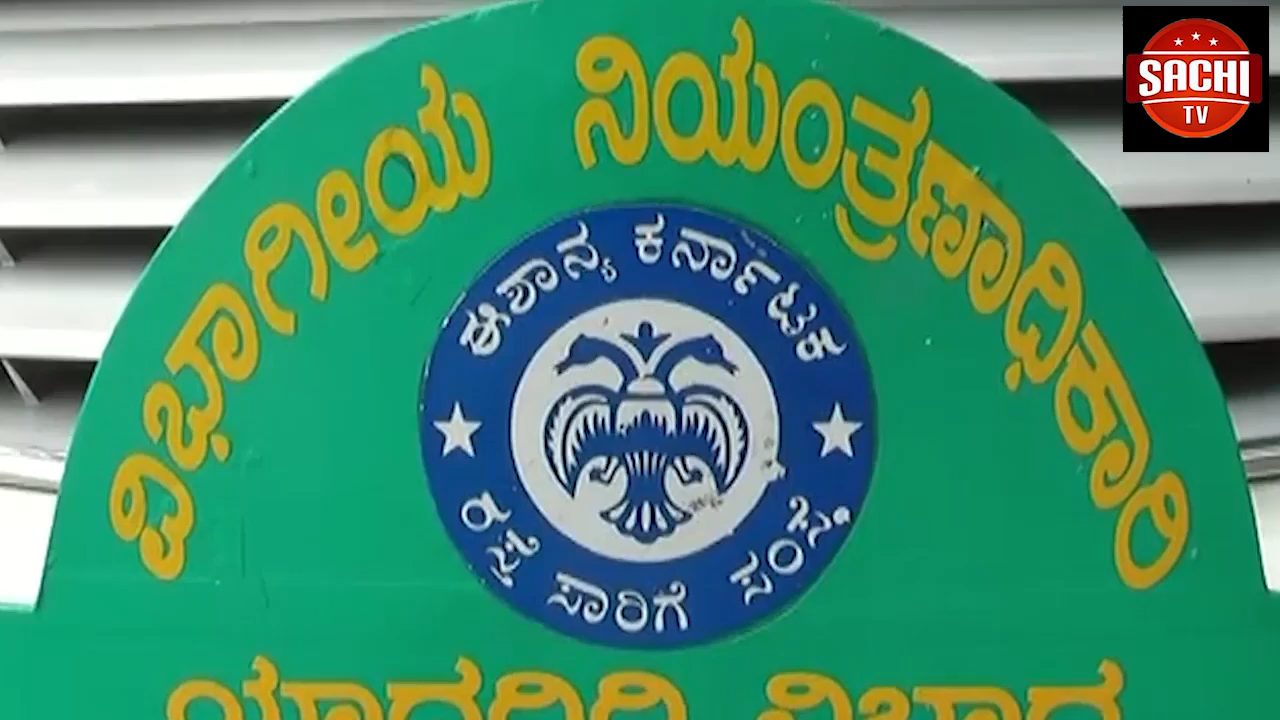 ವಿಭಾಗೀಯ ನಿಯಂತ್ರಣಾಧಿಕಾರಿ
ಈಶಾನ್ಯ ಕರ್ನಾಟಕ
ರಸ್ತೆ ಸಾರಿಗೆ ಸಂಸ್ಥೆ
ಯಾದಗಿರಿ ವಿಭಾಗ
SACHI
TV